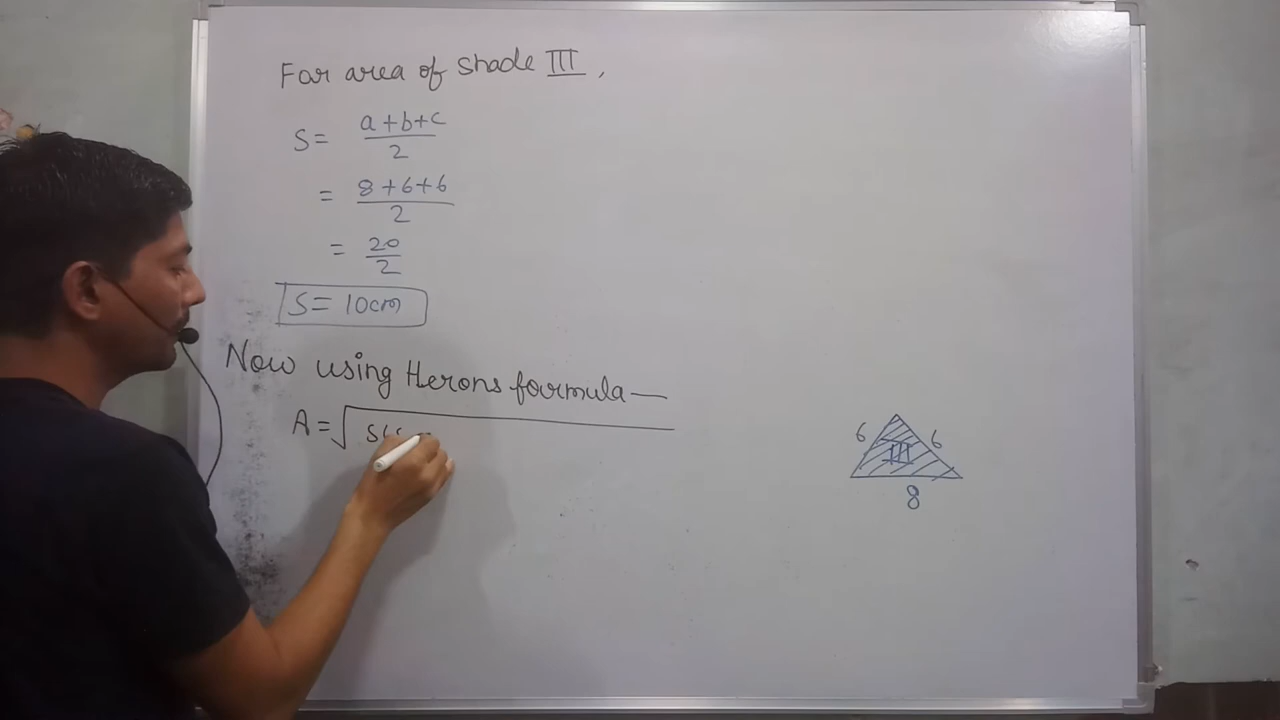 For area of shade III,
S = a+b+c
2
= 8+6+6
2
= 20
2
S = 10cm
Now using Herons formula —
A = √ s(s -
6 6
III
8